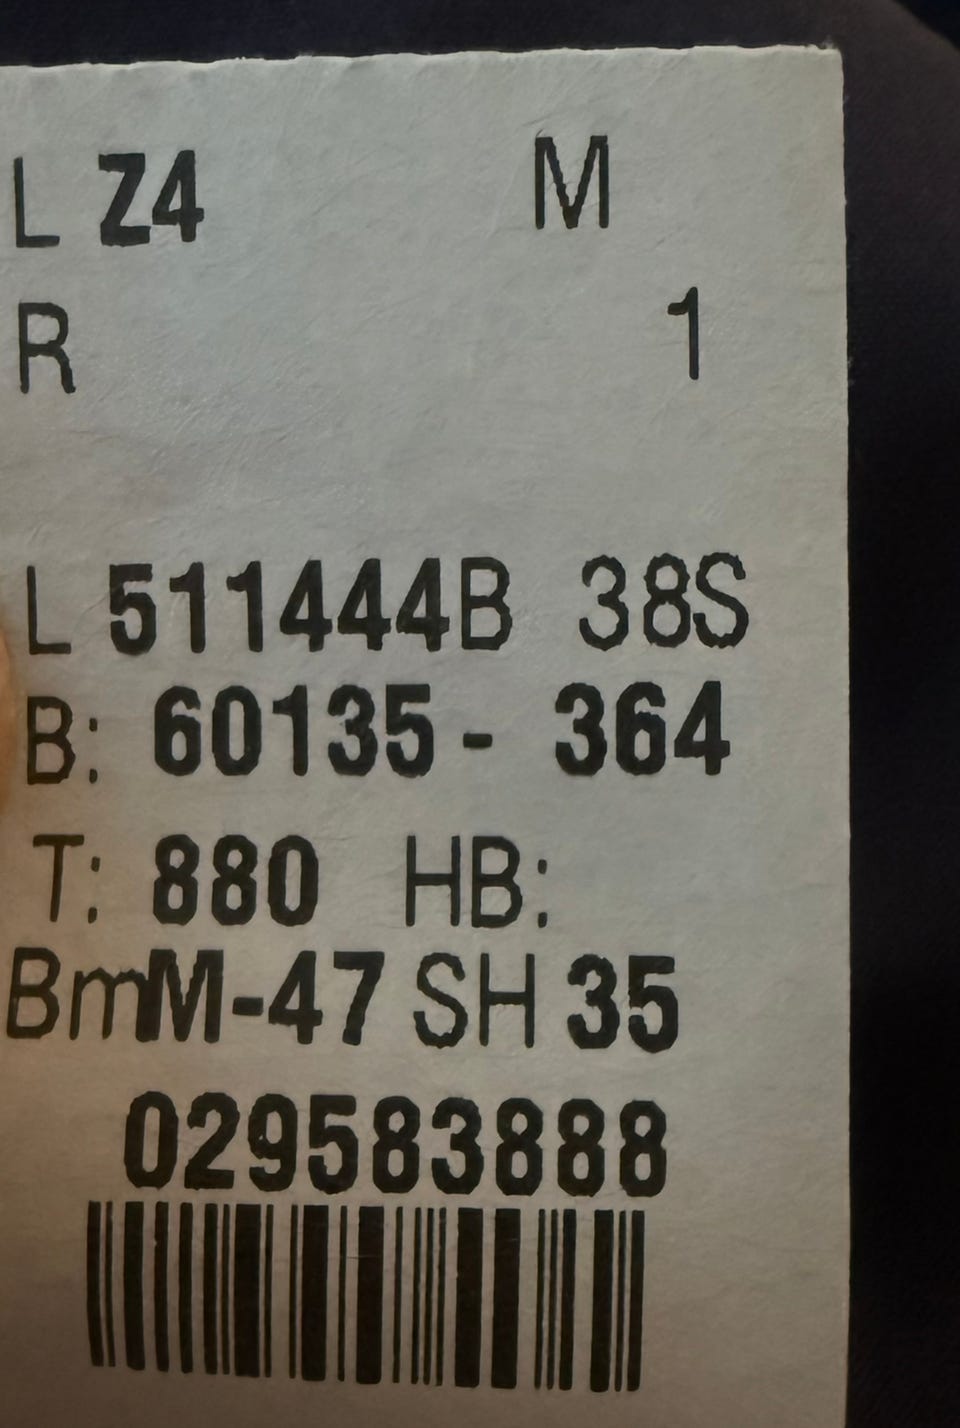 L Z4 M
R 1
L 511444B 38S
B: 60135- 364
T: 880 HB:
BmM-47 SH 35
029583888